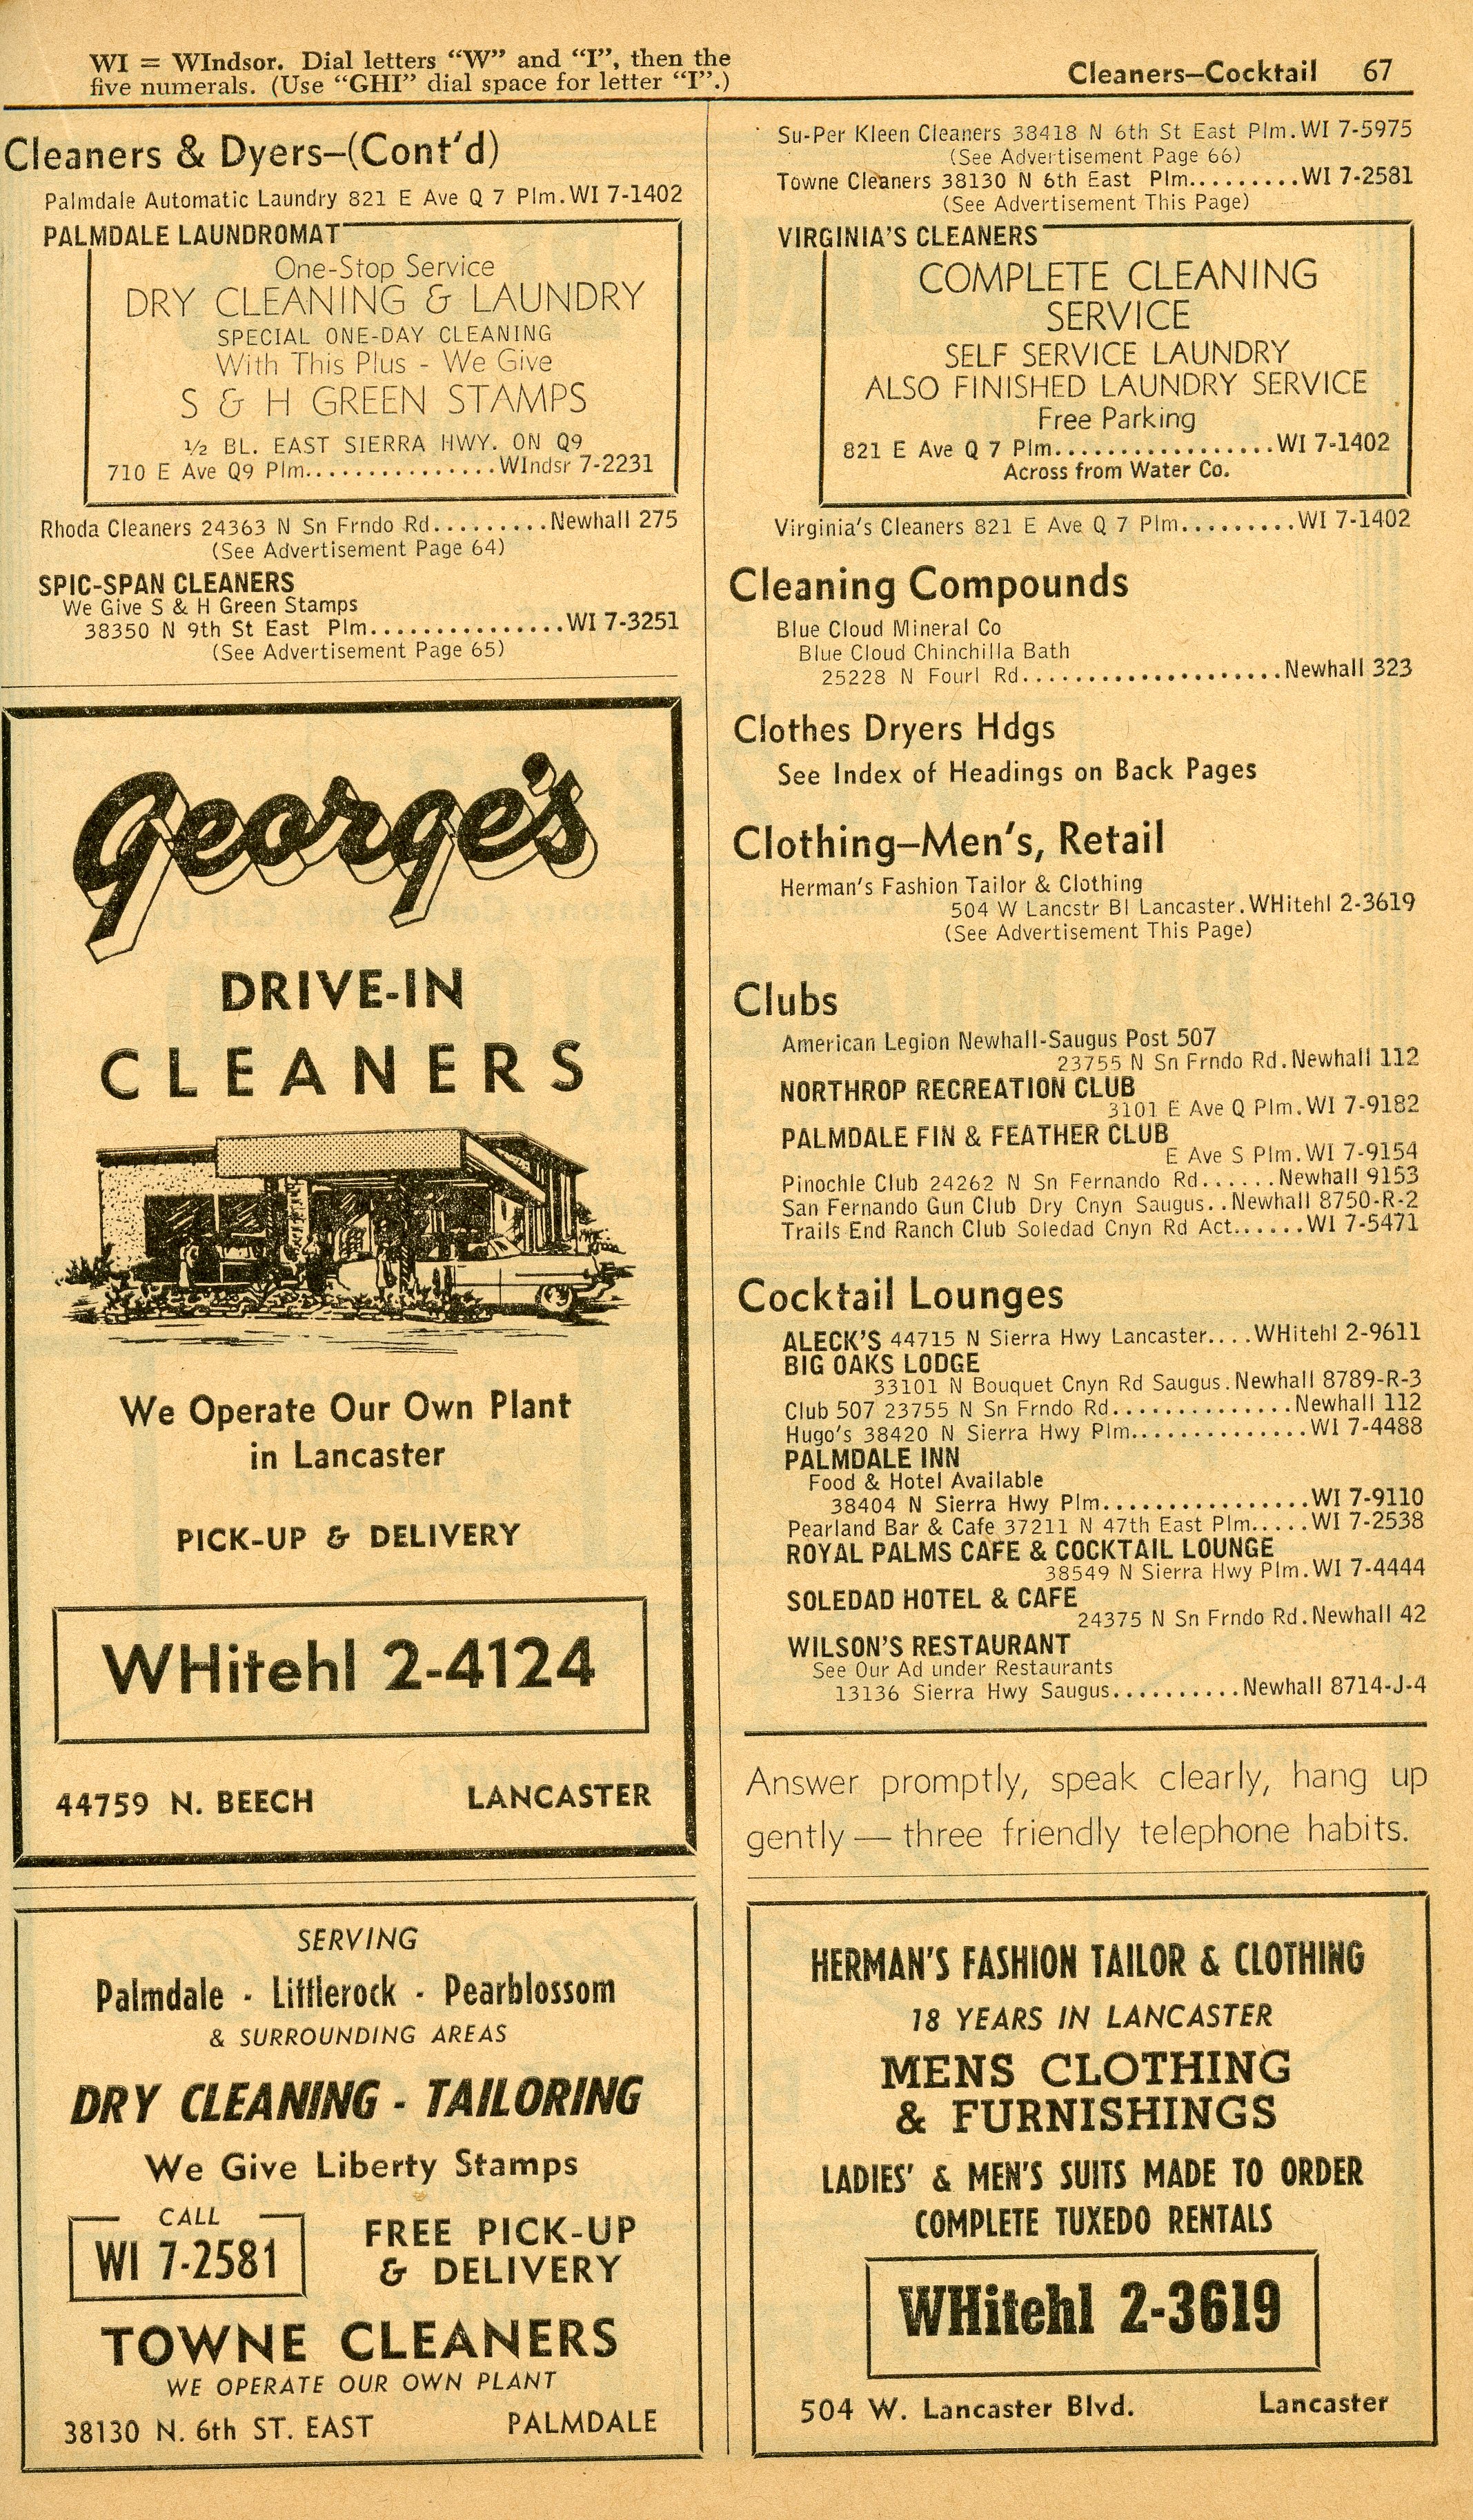 WI = WIndsor. Dial letters "W" and "I", then the
five numerals. (Use "GHI" dial space for letter "I".)
Cleaners—Cocktail 67
Cleaners & Dyers—(Cont'd)
Palmdale Automatic Laundry 821 E Ave Q 7 Plm.WI 7-1402
PALMDALE LAUNDROMAT
One-Stop Service
DRY CLEANING & LAUNDRY
SPECIAL ONE-DAY CLEANING
With This Plus - We Give
S & H GREEN STAMPS
½ BL. EAST SIERRA HWY. ON Q9
710 E Ave Q9 Plm...............WIndsr 7-2231
Rhoda Cleaners 24363 N Sn Frndo Rd.........Newhall 275
(See Advertisement Page 64)
SPIC-SPAN CLEANERS
We Give S & H Green Stamps
38350 N 9th St East Plm...............WI 7-3251
(See Advertisement Page 65)
George's
DRIVE-IN
CLEANERS
We Operate Our Own Plant
in Lancaster
PICK-UP & DELIVERY
WHitehl 2-4124
44759 N. BEECH LANCASTER
SERVING
Palmdale - Littlerock - Pearblossom
& SURROUNDING AREAS
DRY CLEANING - TAILORING
We Give Liberty Stamps
CALL
WI 7-2581
FREE PICK-UP
& DELIVERY
TOWNE CLEANERS
WE OPERATE OUR OWN PLANT
38130 N. 6th ST. EAST PALMDALE
Su-Per Kleen Cleaners 38418 N 6th St East Plm.WI 7-5975
(See Advertisement Page 66)
Towne Cleaners 38130 N 6th East Plm.........WI 7-2581
(See Advertisement This Page)
VIRGINIA'S CLEANERS
COMPLETE CLEANING
SERVICE
SELF SERVICE LAUNDRY
ALSO FINISHED LAUNDRY SERVICE
Free Parking
821 E Ave Q 7 Plm.................WI 7-1402
Across from Water Co.
Virginia's Cleaners 821 E Ave Q 7 Plm.........WI 7-1402
Cleaning Compounds
Blue Cloud Mineral Co
Blue Cloud Chinchilla Bath
25228 N Fourl Rd....................Newhall 323
Clothes Dryers Hdgs
See Index of Headings on Back Pages
Clothing—Men's, Retail
Herman's Fashion Tailor & Clothing
504 W Lancstr Bl Lancaster.WHitehl 2-3619
(See Advertisement This Page)
Clubs
American Legion Newhall-Saugus Post 507
23755 N Sn Frndo Rd.Newhall 112
NORTHROP RECREATION CLUB
3101 E Ave Q Plm.WI 7-9182
PALMDALE FIN & FEATHER CLUB
E Ave S Plm.WI 7-9154
Pinochle Club 24262 N Sn Fernando Rd......Newhall 9153
San Fernando Gun Club Dry Cnyn Saugus..Newhall 8750-R-2
Trails End Ranch Club Soledad Cnyn Rd Act......WI 7-5471
Cocktail Lounges
ALECK'S 44715 N Sierra Hwy Lancaster....WHitehl 2-9611
BIG OAKS LODGE
33101 N Bouquet Cnyn Rd Saugus.Newhall 8789-R-3
Club 507 23755 N Sn Frndo Rd..............Newhall 112
Hugo's 38420 N Sierra Hwy Plm..............WI 7-4488
PALMDALE INN
Food & Hotel Available
38404 N Sierra Hwy Plm................WI 7-9110
Pearland Bar & Cafe 37211 N 47th East Plm.....WI 7-2538
ROYAL PALMS CAFE & COCKTAIL LOUNGE
38549 N Sierra Hwy Plm.WI 7-4444
SOLEDAD HOTEL & CAFE
24375 N Sn Frndo Rd.Newhall 42
WILSON'S RESTAURANT
See Our Ad under Restaurants
13136 Sierra Hwy Saugus..........Newhall 8714-J-4
Answer promptly, speak clearly, hang up
gently — three friendly telephone habits.
HERMAN'S FASHION TAILOR & CLOTHING
18 YEARS IN LANCASTER
MENS CLOTHING
& FURNISHINGS
LADIES' & MEN'S SUITS MADE TO ORDER
COMPLETE TUXEDO RENTALS
WHitehl 2-3619
504 W. Lancaster Blvd. Lancaster